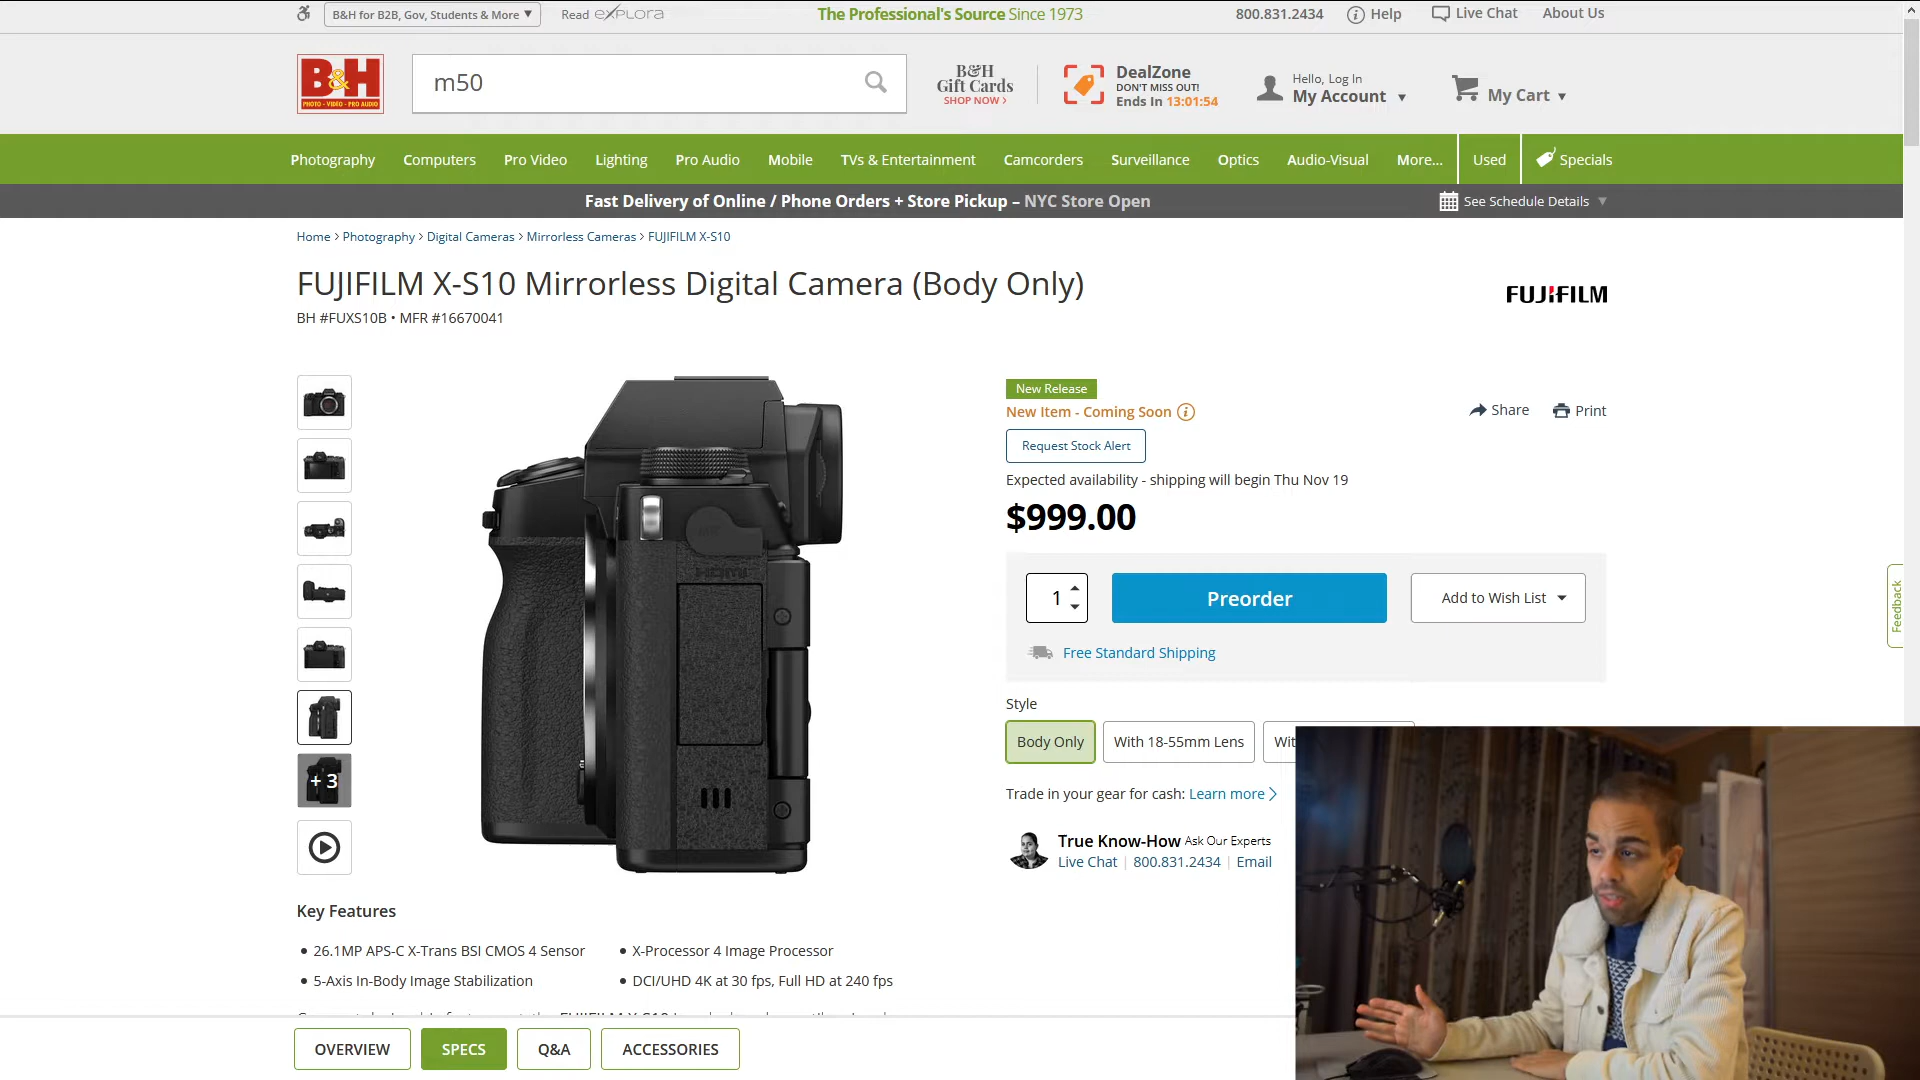 B&H for B2B, Gov, Students & More ▾
Read eXPLORA
The Professional's Source Since 1973
800.831.2434
Help
Live Chat
About Us
B&H
PHOTO - VIDEO - PRO AUDIO
m50
B&H
Gift Cards
SHOP NOW ›
DealZone
DON'T MISS OUT!
Ends In 13:01:54
Hello, Log In
My Account ▾
My Cart ▾
Photography Computers Pro Video Lighting Pro Audio Mobile TVs & Entertainment Camcorders Surveillance Optics Audio-Visual More... Used Specials
Fast Delivery of Online / Phone Orders + Store Pickup – NYC Store Open
See Schedule Details ▾
Home › Photography › Digital Cameras › Mirrorless Cameras › FUJIFILM X-S10
FUJIFILM X-S10 Mirrorless Digital Camera (Body Only)
BH #FUXS10B • MFR #16670041
FUJIFILM
New Release
New Item - Coming Soon
Share
Print
Request Stock Alert
Expected availability - shipping will begin Thu Nov 19
$999.00
1
Preorder
Add to Wish List ▾
Free Standard Shipping
Feedback
Style
Body Only
With 18-55mm Lens
Wit
Trade in your gear for cash: Learn more ›
True Know-How Ask Our Experts
Live Chat | 800.831.2434 | Email
+ 3
Key Features
• 26.1MP APS-C X-Trans BSI CMOS 4 Sensor
• X-Processor 4 Image Processor
• 5-Axis In-Body Image Stabilization
• DCI/UHD 4K at 30 fps, Full HD at 240 fps
OVERVIEW
SPECS
Q&A
ACCESSORIES